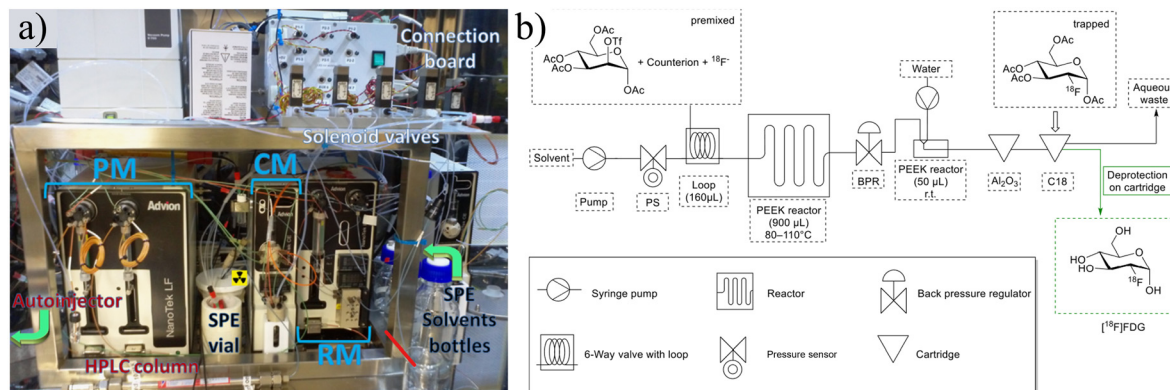 a)
Connection
board
Solenoid valves
PM
CM
Advion
NanoTek LF
Autoinjector
SPE
vial
HPLC column
RM
SPE
Solvents
bottles
b)
premixed
OAc
OTf
AcO
AcO
OAc
+ Counterion + ¹⁸F⁻
trapped
OAc
AcO
AcO
¹⁸F
OAc
Water
Aqueous
waste
Solvent
Pump
PS
Loop
(160µL)
PEEK reactor
(900 µL)
80–110°C
BPR
PEEK reactor
(50 µL)
r.t.
Al₂O₃
C18
Deprotection
on cartridge
OH
HO
HO
¹⁸F
OH
[¹⁸F]FDG
Syringe pump
Reactor
Back pressure regulator
6-Way valve with loop
Pressure sensor
Cartridge